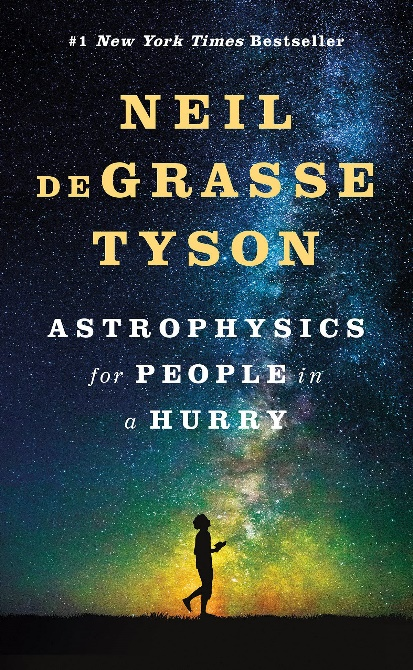 #1 New York Times Bestseller
NEIL
DEGRASSE
TYSON
ASTROPHYSICS
for PEOPLE in
a HURRY